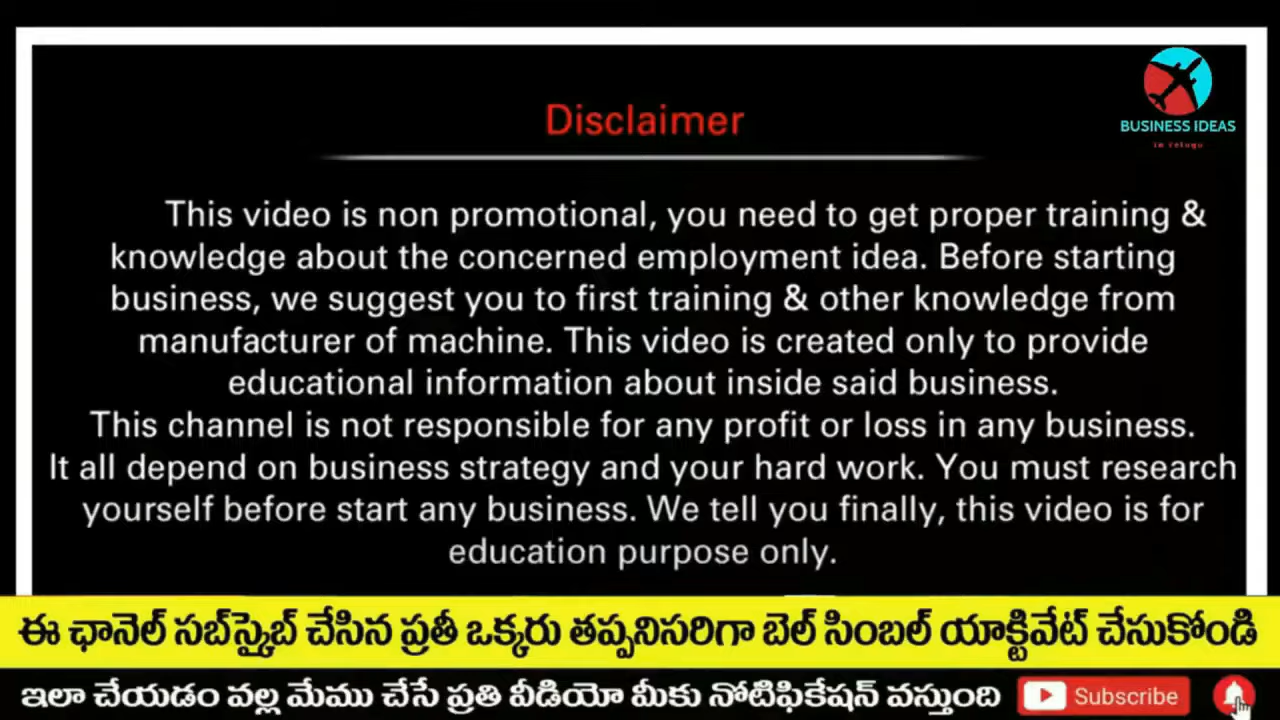 BUSINESS IDEAS
in telugu
Disclaimer
This video is non promotional, you need to get proper training &
knowledge about the concerned employment idea. Before starting
business, we suggest you to first training & other knowledge from
manufacturer of machine. This video is created only to provide
educational information about inside said business.
This channel is not responsible for any profit or loss in any business.
It all depend on business strategy and your hard work. You must research
yourself before start any business. We tell you finally, this video is for
education purpose only.
ఈ ఛానెల్ సబ్‌స్క్రైబ్ చేసిన ప్రతీ ఒక్కరు తప్పనిసరిగా బెల్ సింబల్ యాక్టివేట్ చేసుకోండి
ఇలా చేయడం వల్ల మేము చేసే ప్రతి వీడియో మీకు నోటిఫికేషన్ వస్తుంది Subscribe